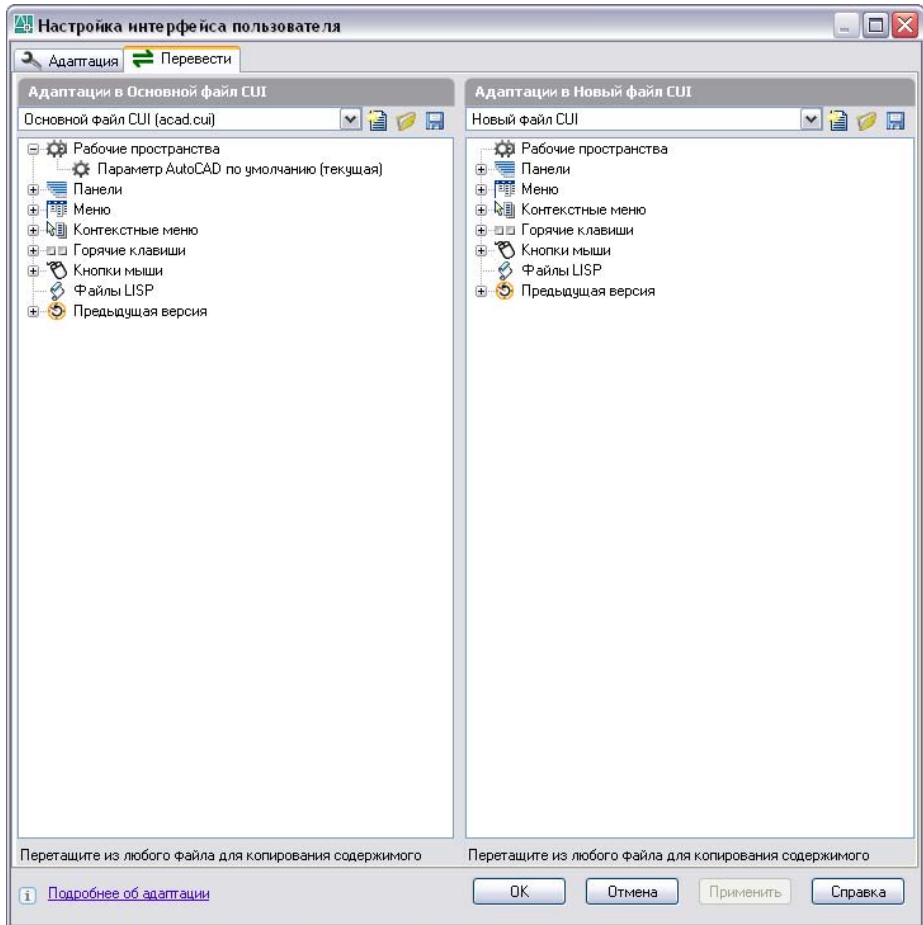 Настройка интерфейса пользователя
Адаптация
Перевести
Адаптации в Основной файл CUI
Основной файл CUI (acad.cui)
Рабочие пространства
Параметр AutoCAD по умолчанию (текущая)
Панели
Меню
Контекстные меню
Горячие клавиши
Кнопки мыши
Файлы LISP
Предыдущая версия
Перетащите из любого файла для копирования содержимого
Адаптации в Новый файл CUI
Новый файл CUI
Рабочие пространства
Панели
Меню
Контекстные меню
Горячие клавиши
Кнопки мыши
Файлы LISP
Предыдущая версия
Перетащите из любого файла для копирования содержимого
Подробнее об адаптации
OK
Отмена
Применить
Справка